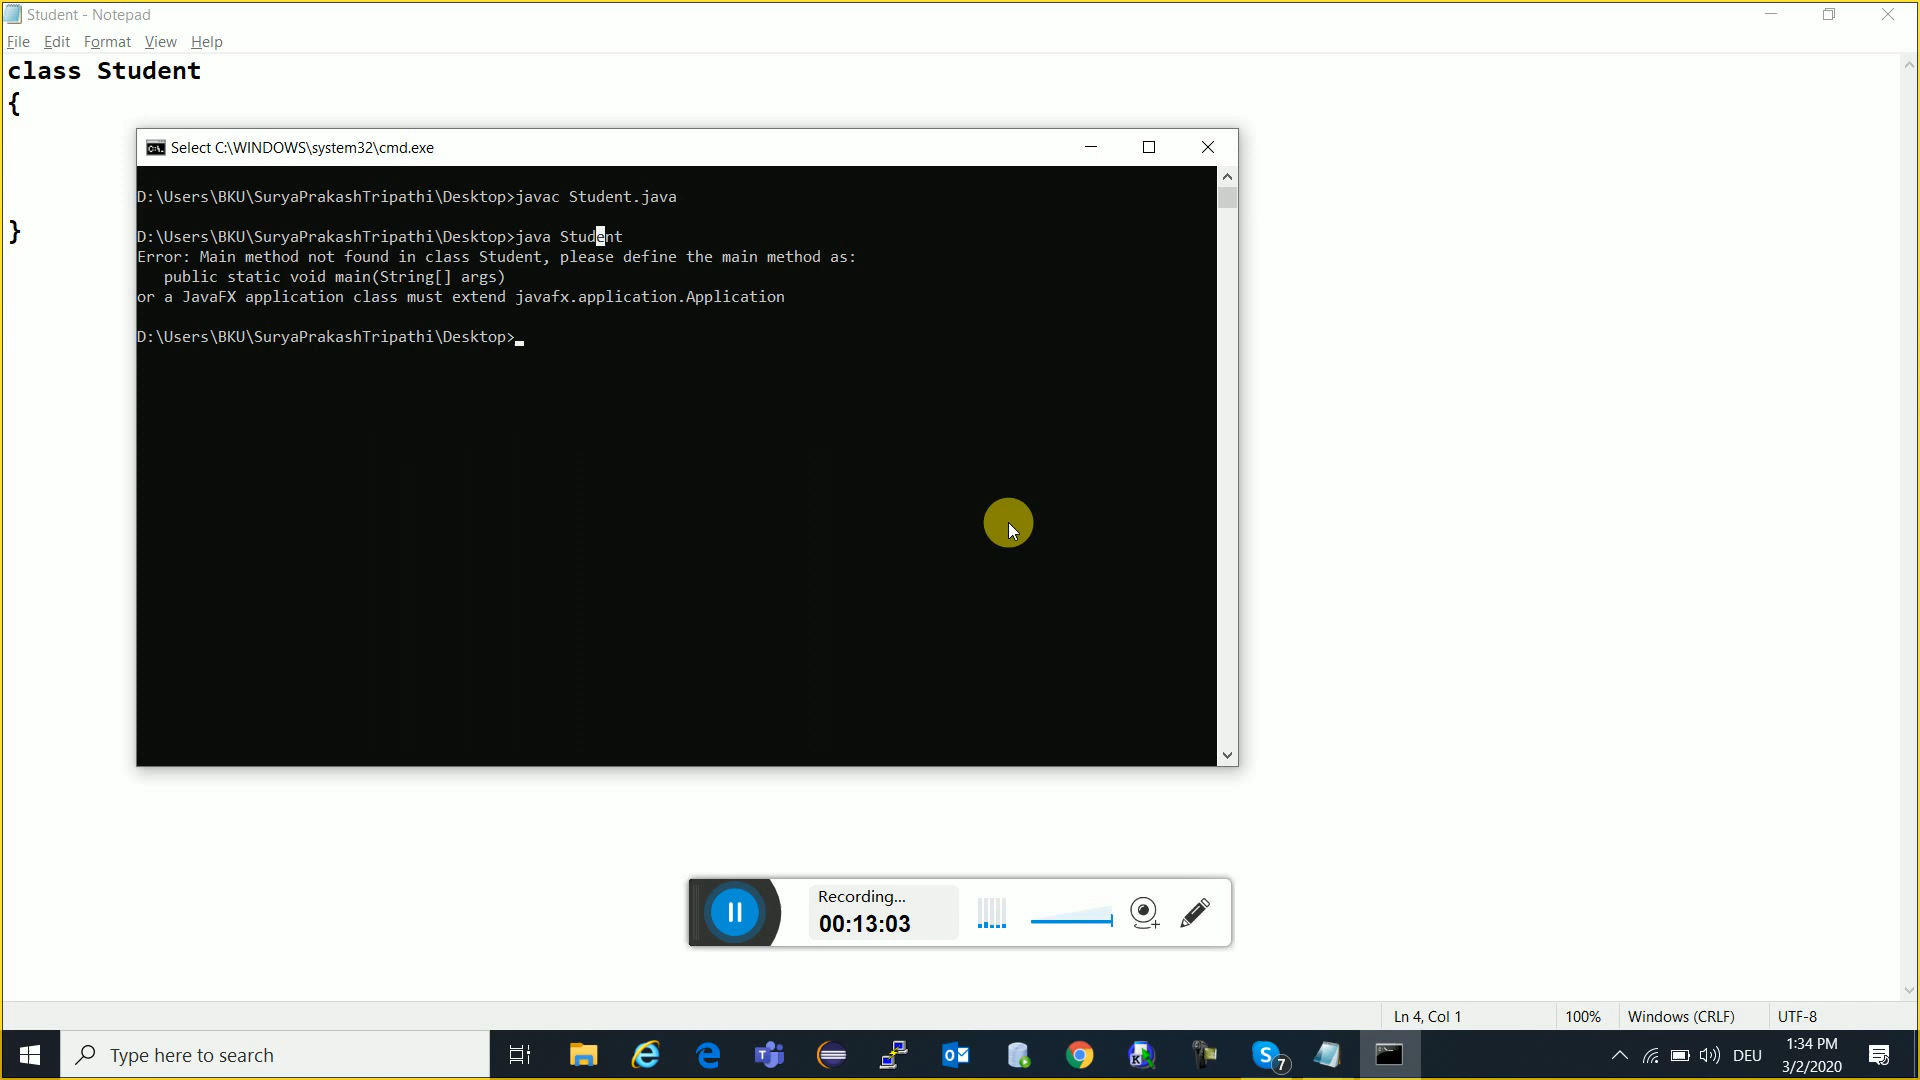 Student - Notepad
File Edit Format View Help
class Student
{
}
Select C:\WINDOWS\system32\cmd.exe
D:\Users\BKU\SuryaPrakashTripathi\Desktop>javac Student.java
D:\Users\BKU\SuryaPrakashTripathi\Desktop>java Student
Error: Main method not found in class Student, please define the main method as:
   public static void main(String[] args)
or a JavaFX application class must extend javafx.application.Application
D:\Users\BKU\SuryaPrakashTripathi\Desktop>
Recording...
00:13:03
Ln 4, Col 1 100% Windows (CRLF) UTF-8
Type here to search
7
DEU
1:34 PM
3/2/2020